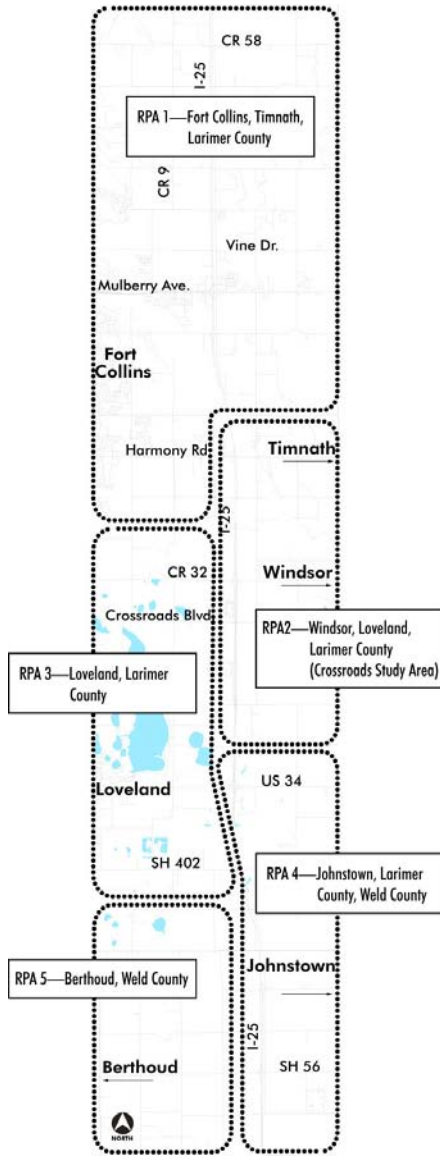 CR 58
I-25
RPA 1—Fort Collins, Timnath,
Larimer County
CR 9
Vine Dr.
Mulberry Ave.
Fort
Collins
Harmony Rd.
Timnath
I-25
Windsor
CR 32
Crossroads Blvd.
RPA2—Windsor, Loveland,
Larimer County
(Crossroads Study Area)
RPA 3—Loveland, Larimer
County
US 34
Loveland
SH 402
RPA 4—Johnstown, Larimer
County, Weld County
Johnstown
RPA 5—Berthoud, Weld County
I-25
SH 56
Berthoud
NORTH